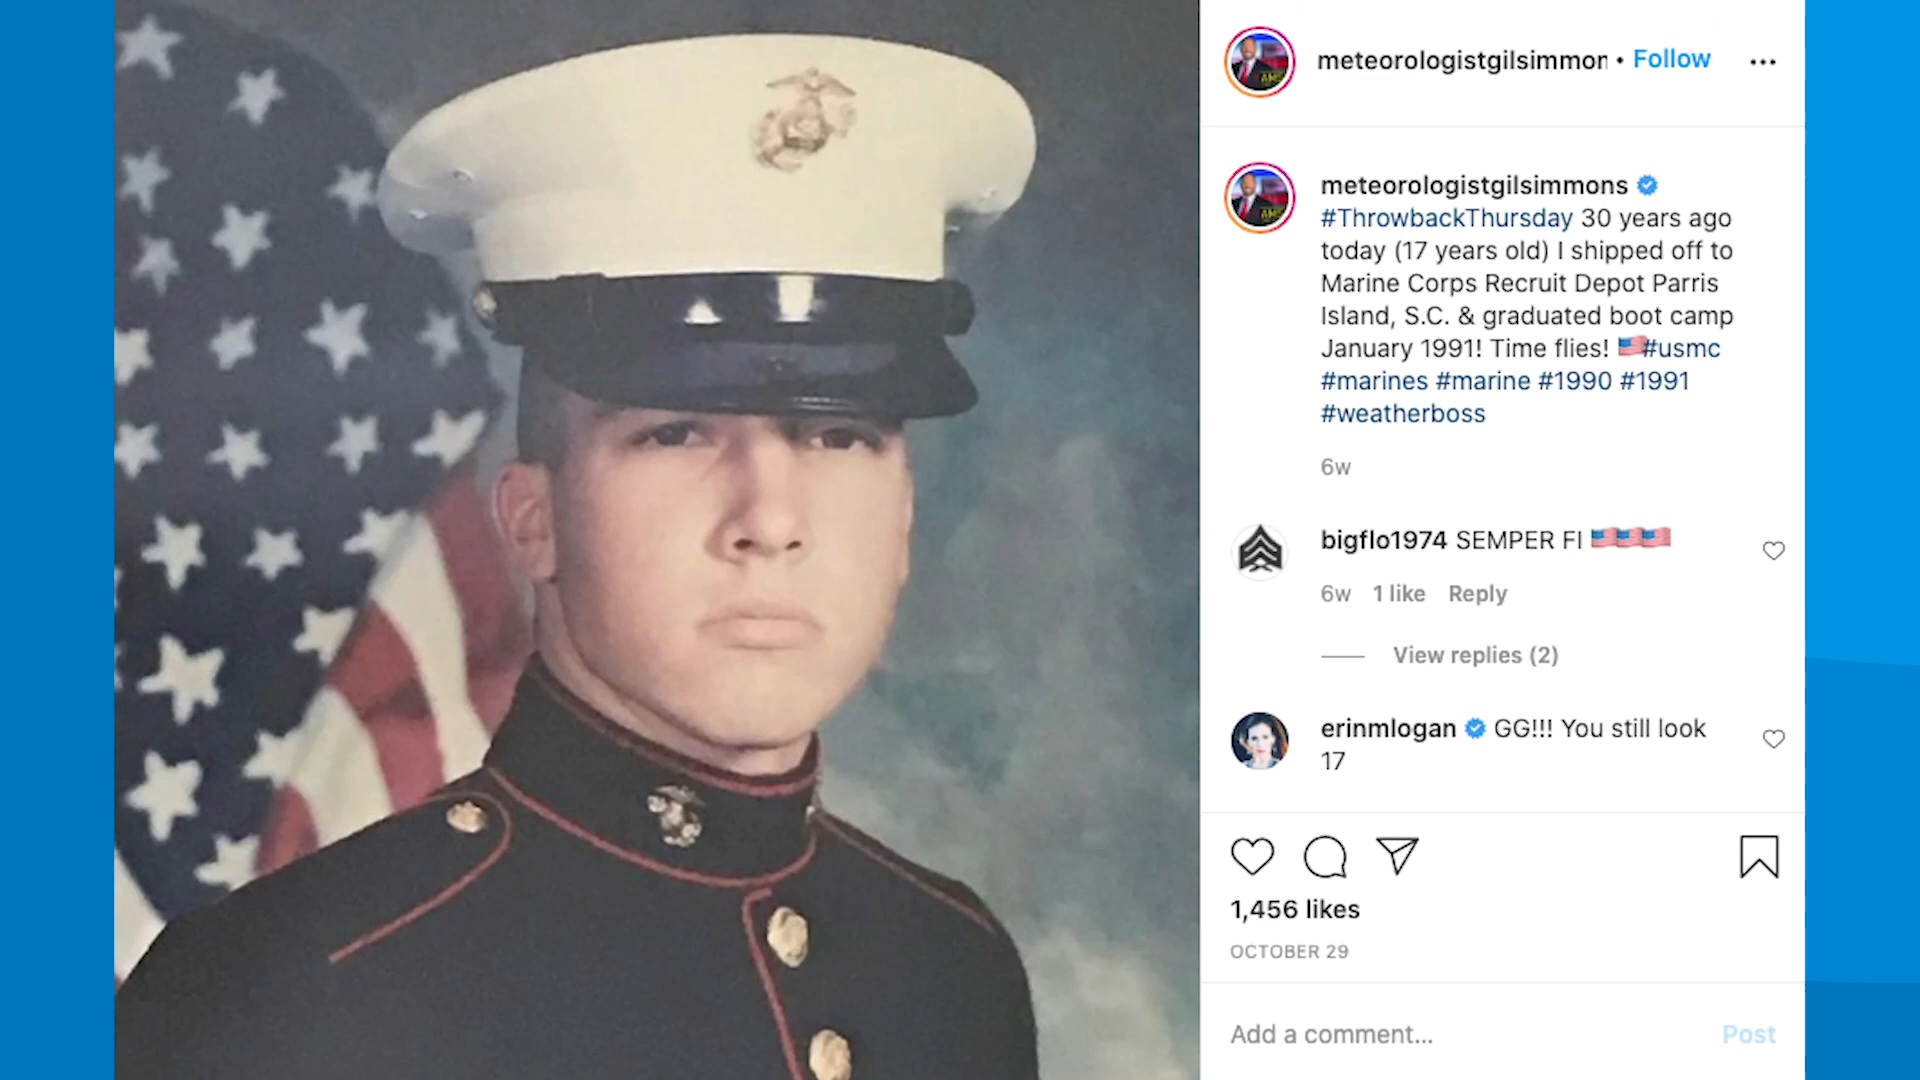 meteorologistgilsimmon • Follow
meteorologistgilsimmons
#ThrowbackThursday 30 years ago
today (17 years old) I shipped off to
Marine Corps Recruit Depot Parris
Island, S.C. & graduated boot camp
January 1991! Time flies! 🇺🇸#usmc
#marines #marine #1990 #1991
#weatherboss
6w
bigflo1974 SEMPER FI 🇺🇸🇺🇸🇺🇸
6w 1 like Reply
View replies (2)
erinmlogan GG!!! You still look
17
1,456 likes
OCTOBER 29
Add a comment... Post